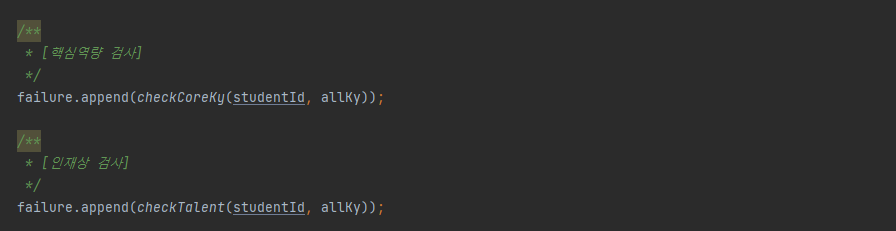 /**
 * [핵심역량 검사]
 */
failure.append(checkCoreKy(studentId, allKy));
/**
 * [인재상 검사]
 */
failure.append(checkTalent(studentId, allKy));